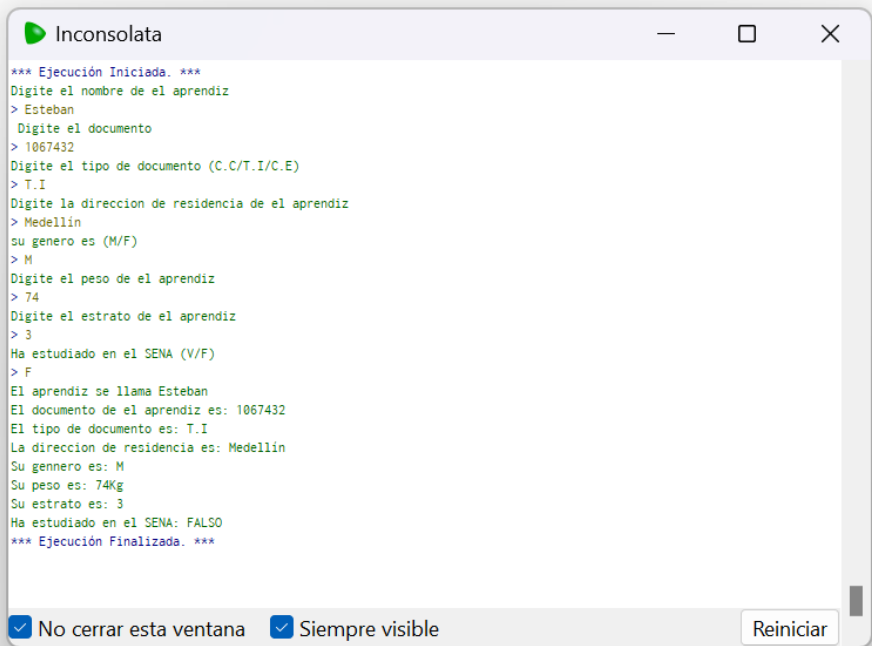 Inconsolata
*** Ejecución Iniciada. ***
Digite el nombre de el aprendiz
> Esteban
Digite el documento
> 1067432
Digite el tipo de documento (C.C/T.I/C.E)
> T.I
Digite la direccion de residencia de el aprendiz
> Medellín
su genero es (M/F)
> M
Digite el peso de el aprendiz
> 74
Digite el estrato de el aprendiz
> 3
Ha estudiado en el SENA (V/F)
> F
El aprendiz se llama Esteban
El documento de el aprendiz es: 1067432
El tipo de documento es: T.I
La direccion de residencia es: Medellín
Su gennero es: M
Su peso es: 74Kg
Su estrato es: 3
Ha estudiado en el SENA: FALSO
*** Ejecución Finalizada. ***
No cerrar esta ventana Siempre visible Reiniciar